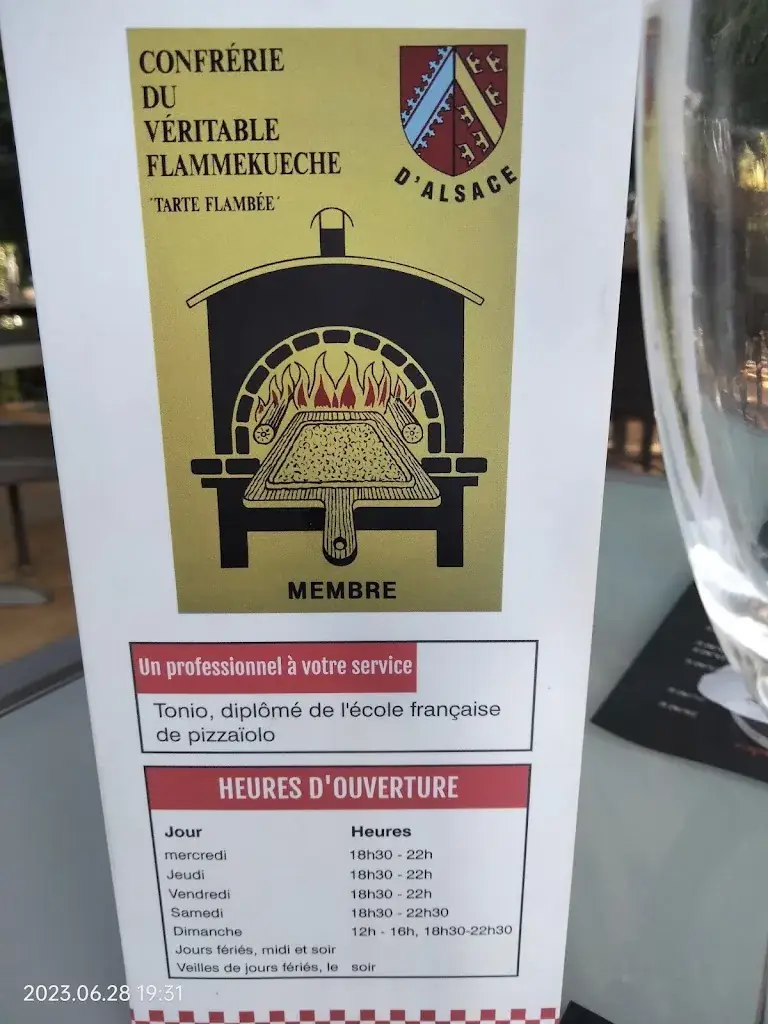 CONFRÉRIE
DU
VÉRITABLE
FLAMMEKUECHE
'TARTE FLAMBÉE'
D'ALSACE
MEMBRE
Un professionnel à votre service
Tonio, diplômé de l'école française
de pizzaïolo
HEURES D'OUVERTURE
Jour Heures
mercredi 18h30 - 22h
Jeudi 18h30 - 22h
Vendredi 18h30 - 22h
Samedi 18h30 - 22h30
Dimanche 12h - 16h, 18h30-22h30
Jours fériés, midi et soir
Veilles de jours fériés, le soir
2023.06.28 19:31